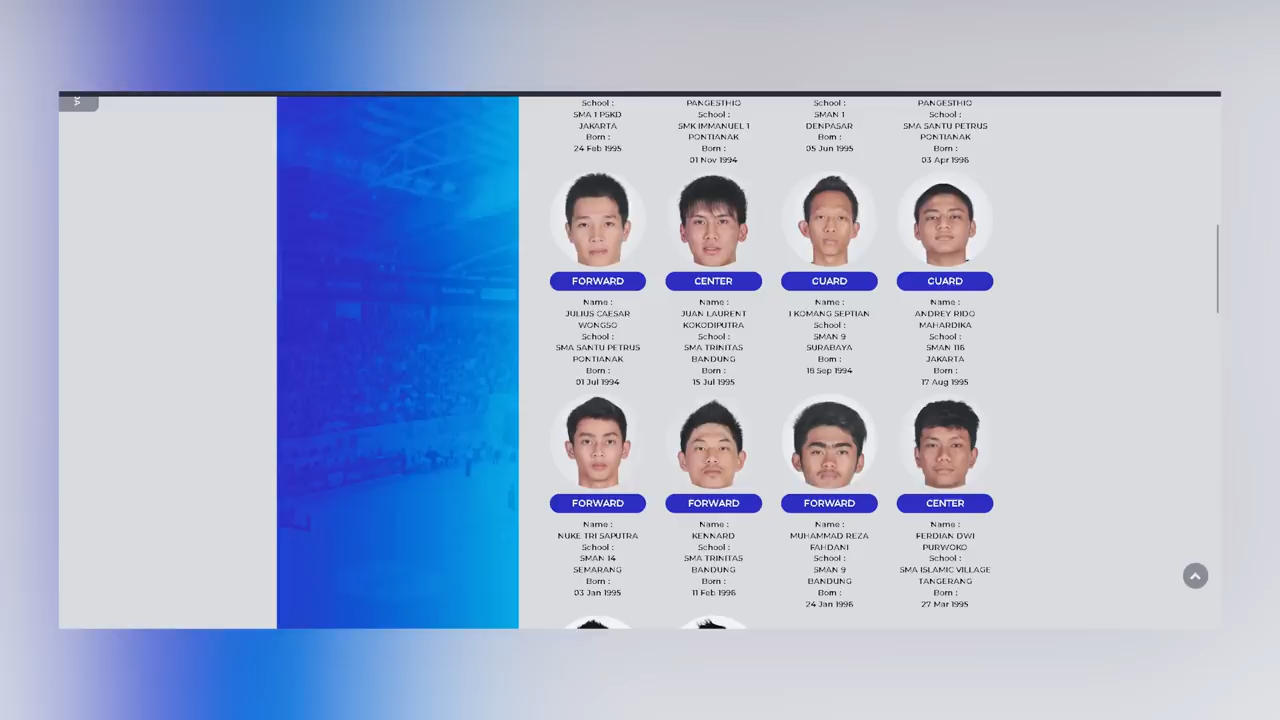 School :
SMA 1 PSKD
JAKARTA
Born :
24 Feb 1995
PANGESTHIO
School :
SMK IMMANUEL 1
PONTIANAK
Born :
01 Nov 1994
School :
SMAN 1
DENPASAR
Born :
05 Jun 1995
PANGESTHIO
School :
SMA SANTU PETRUS
PONTIANAK
Born :
03 Apr 1996
FORWARD
Name :
JULIUS CAESAR
WONGSO
School :
SMA SANTU PETRUS
PONTIANAK
Born :
01 Jul 1994
CENTER
Name :
JUAN LAURENT
KOKODIPUTRA
School :
SMA TRINITAS
BANDUNG
Born :
15 Jul 1995
GUARD
Name :
I KOMANG SEPTIAN
School :
SMAN 9
SURABAYA
Born :
18 Sep 1994
GUARD
Name :
ANDREY RIDO
MAHARDIKA
School :
SMAN 116
JAKARTA
Born :
17 Aug 1995
FORWARD
Name :
NUKE TRI SAPUTRA
School :
SMAN 14
SEMARANG
Born :
03 Jan 1995
FORWARD
Name :
KENNARD
School :
SMA TRINITAS
BANDUNG
Born :
11 Feb 1996
FORWARD
Name :
MUHAMMAD REZA
FAHDANI
School :
SMAN 9
BANDUNG
Born :
24 Jan 1996
CENTER
Name :
FERDIAN DWI
PURWOKO
School :
SMA ISLAMIC VILLAGE
TANGERANG
Born :
27 Mar 1995